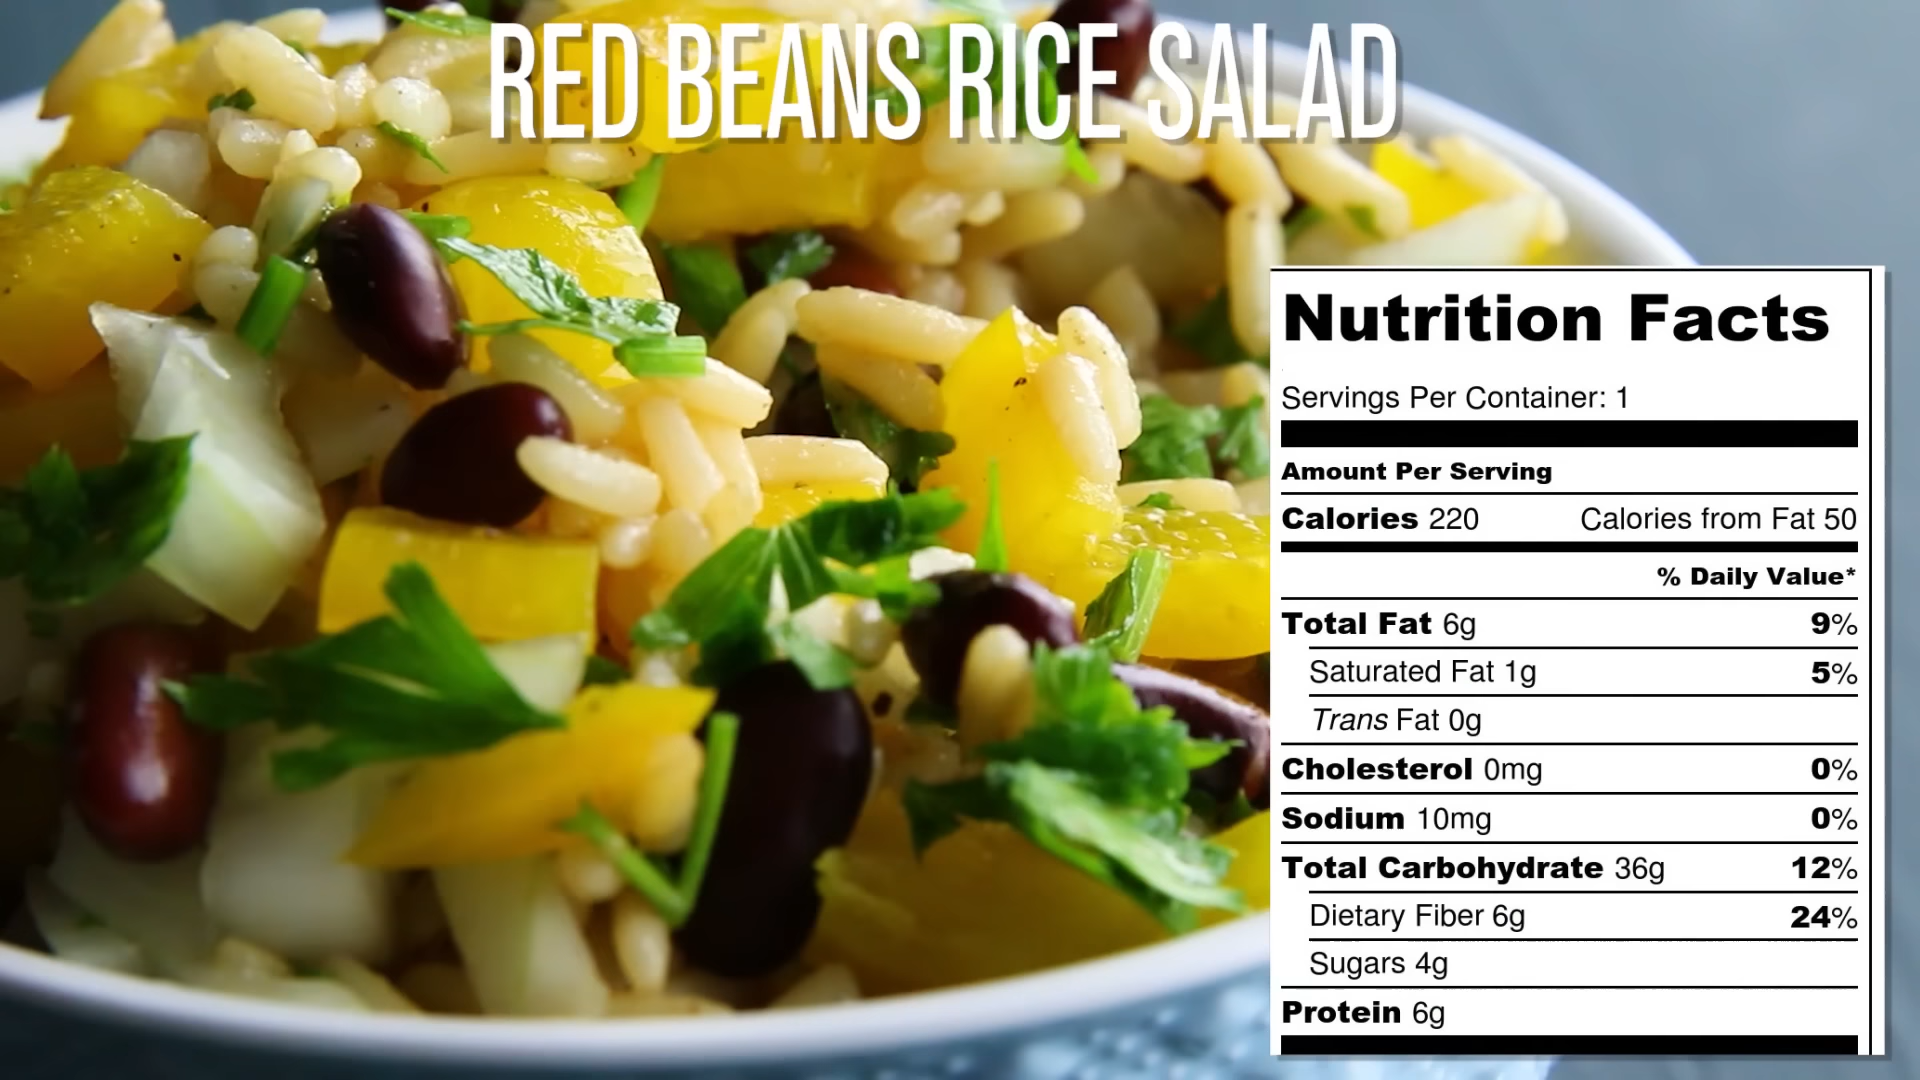 RED BEANS RICE SALAD
Nutrition Facts
Servings Per Container: 1
Amount Per Serving
Calories 220 Calories from Fat 50
% Daily Value*
Total Fat 6g 9%
Saturated Fat 1g 5%
Trans Fat 0g
Cholesterol 0mg 0%
Sodium 10mg 0%
Total Carbohydrate 36g 12%
Dietary Fiber 6g 24%
Sugars 4g
Protein 6g